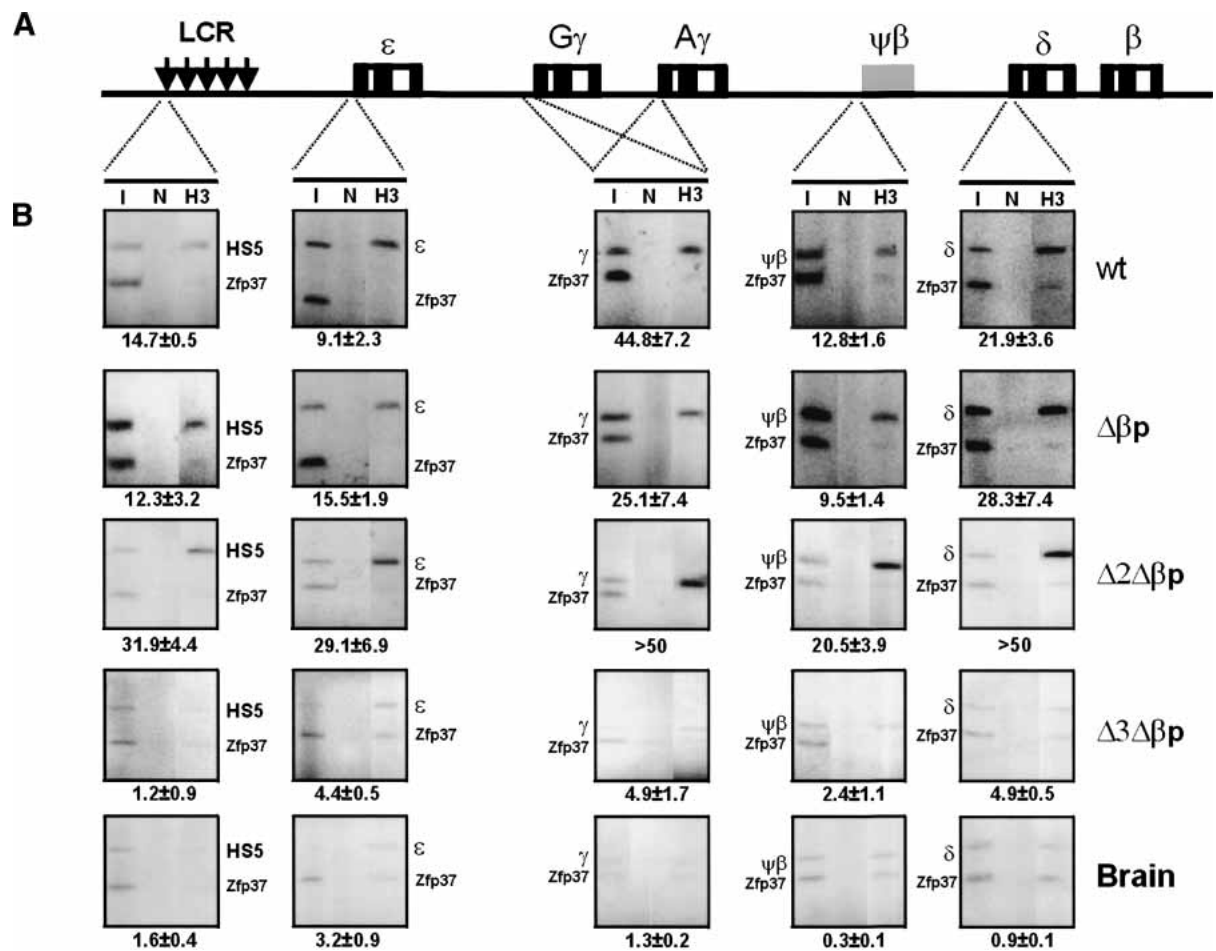 A
LCR ε Gγ Aγ ψβ δ β
I N H3 I N H3 I N H3 I N H3 I N H3
B
HS5 ε γ ψβ δ wt
Zfp37 Zfp37 Zfp37 Zfp37 Zfp37
14.7±0.5 9.1±2.3 44.8±7.2 12.8±1.6 21.9±3.6
HS5 ε γ ψβ δ Δβp
Zfp37 Zfp37 Zfp37 Zfp37 Zfp37
12.3±3.2 15.5±1.9 25.1±7.4 9.5±1.4 28.3±7.4
HS5 ε γ ψβ δ Δ2Δβp
Zfp37 Zfp37 Zfp37 Zfp37 Zfp37
31.9±4.4 29.1±6.9 >50 20.5±3.9 >50
HS5 ε γ ψβ δ Δ3Δβp
Zfp37 Zfp37 Zfp37 Zfp37 Zfp37
1.2±0.9 4.4±0.5 4.9±1.7 2.4±1.1 4.9±0.5
HS5 ε γ ψβ δ Brain
Zfp37 Zfp37 Zfp37 Zfp37 Zfp37
1.6±0.4 3.2±0.9 1.3±0.2 0.3±0.1 0.9±0.1